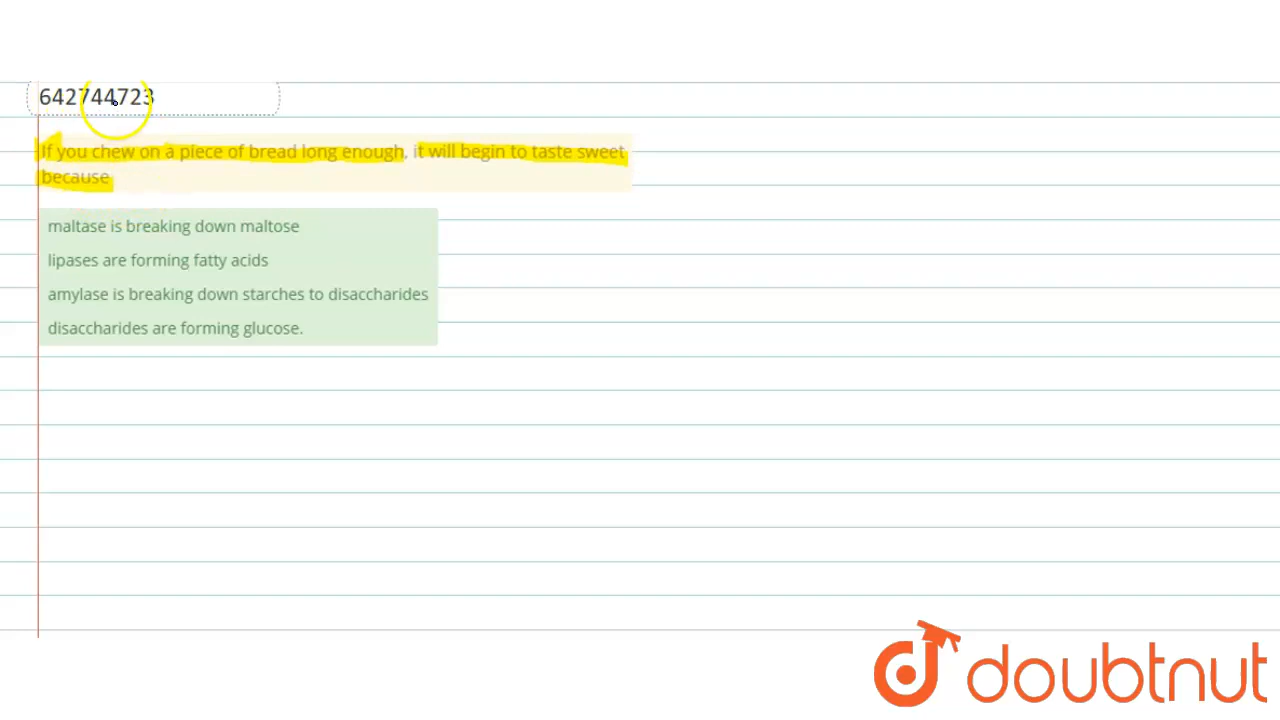 642744723
If you chew on a piece of bread long enough, it will begin to taste sweet
because
maltase is breaking down maltose
lipases are forming fatty acids
amylase is breaking down starches to disaccharides
disaccharides are forming glucose.
doubtnut